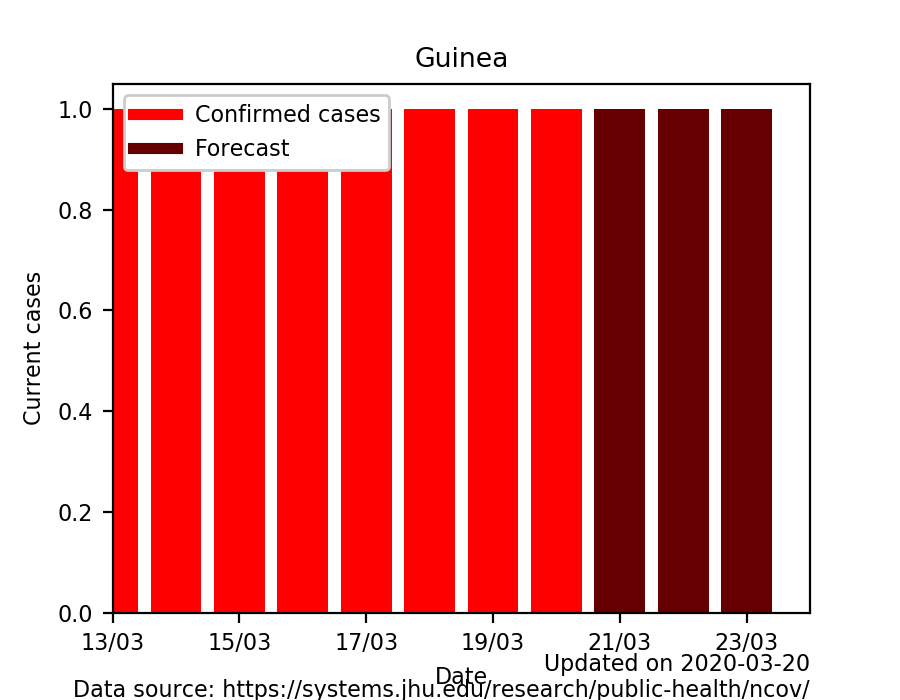 Guinea
Confirmed cases
Forecast
Current cases
1.0
0.8
0.6
0.4
0.2
0.0
13/03 15/03 17/03 19/03 21/03 23/03
Date
Updated on 2020-03-20
Data source: https://systems.jhu.edu/research/public-health/ncov/